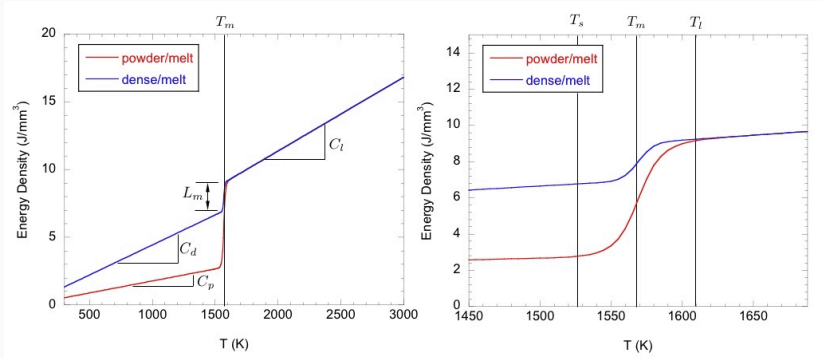 T_m
20
15
10
5
0
Energy Density (J/mm³)
powder/melt
dense/melt
C_l
L_m
C_d
C_p
500
1000
1500
2000
2500
3000
T (K)
T_s
T_m
T_l
14
12
10
8
6
4
2
0
Energy Density (J/mm³)
powder/melt
dense/melt
1450
1500
1550
1600
1650
T (K)